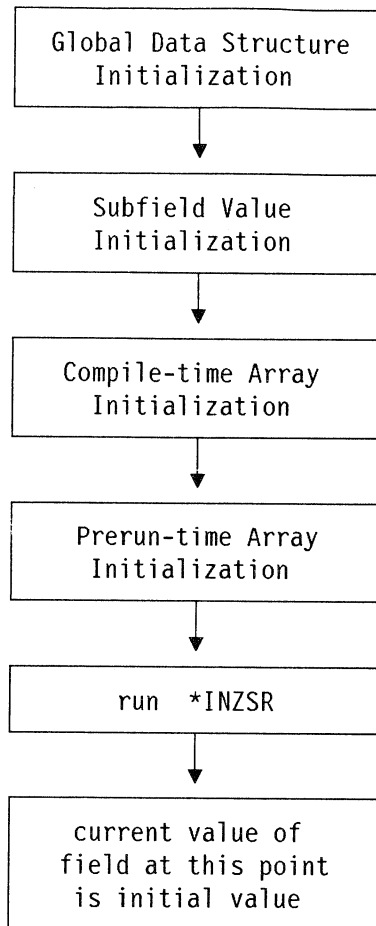 Global Data Structure
Initialization
Subfield Value
Initialization
Compile-time Array
Initialization
Prerun-time Array
Initialization
run *INZSR
current value of
field at this point
is initial value